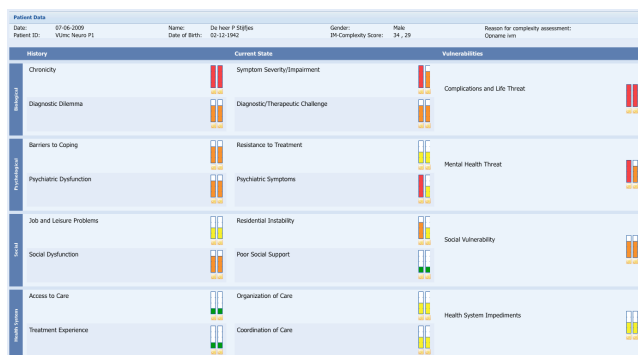 Patient Data
Date: 07-06-2009 Name: De heer P Stijfjes Gender: Male Reason for complexity assessment:
Patient ID: VUmc Neuro P1 Date of Birth: 02-12-1942 IM-Complexity Score: 34 , 29 Opname ivm
History Current State Vulnerabilities
Biological
Chronicity Symptom Severity/Impairment
Complications and Life Threat
Diagnostic Dilemma Diagnostic/Therapeutic Challenge
Psychological
Barriers to Coping Resistance to Treatment
Mental Health Threat
Psychiatric Dysfunction Psychiatric Symptoms
Social
Job and Leisure Problems Residential Instability
Social Vulnerability
Social Dysfunction Poor Social Support
Health System
Access to Care Organization of Care
Health System Impediments
Treatment Experience Coordination of Care